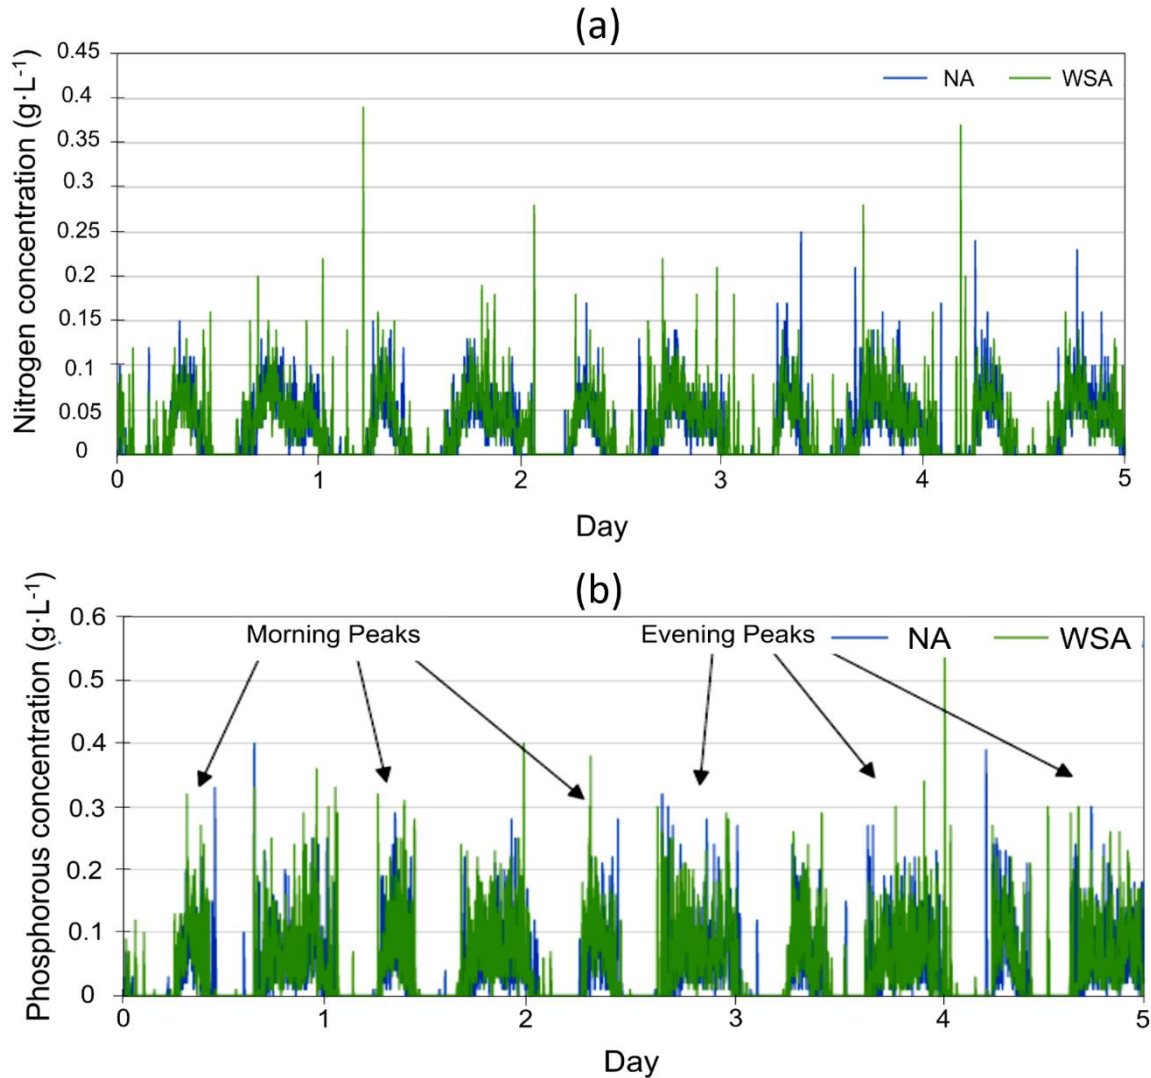 (a)
Nitrogen concentration (g·L⁻¹)
0.45
0.4
0.35
0.3
0.25
0.2
0.15
0.1
0.05
0
NA
WSA
0 1 2 3 4 5
Day
(b)
Phosphorous concentration (g·L⁻¹)
0.6
0.5
0.4
0.3
0.2
0.1
0
Morning Peaks
Evening Peaks
NA
WSA
0 1 2 3 4 5
Day